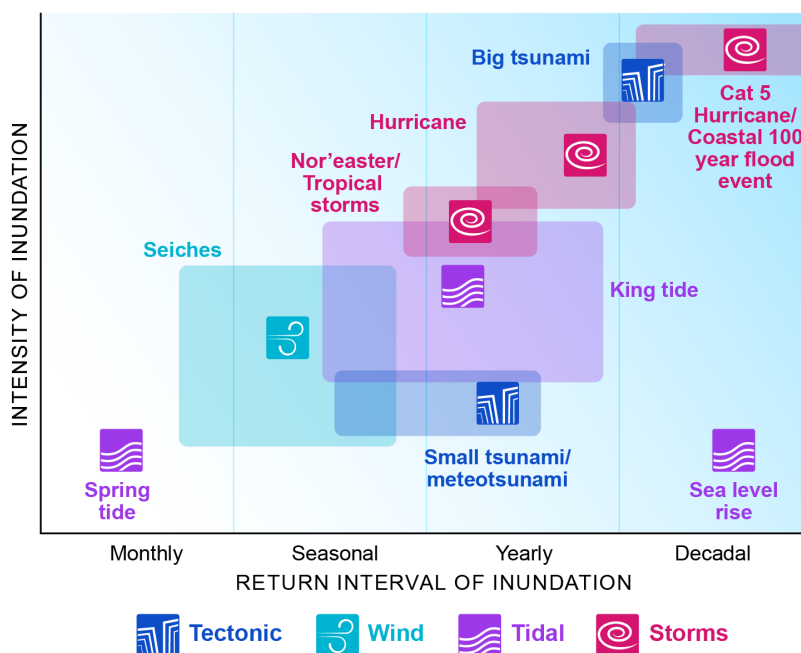 Big tsunami
Cat 5
Hurricane/
Coastal 100
year flood
event
Hurricane
Nor’easter/
Tropical
storms
Seiches
King tide
Small tsunami/
meteotsunami
Spring
tide
Sea level
rise
INTENSITY OF INUNDATION
Monthly
Seasonal
Yearly
Decadal
RETURN INTERVAL OF INUNDATION
Tectonic
Wind
Tidal
Storms